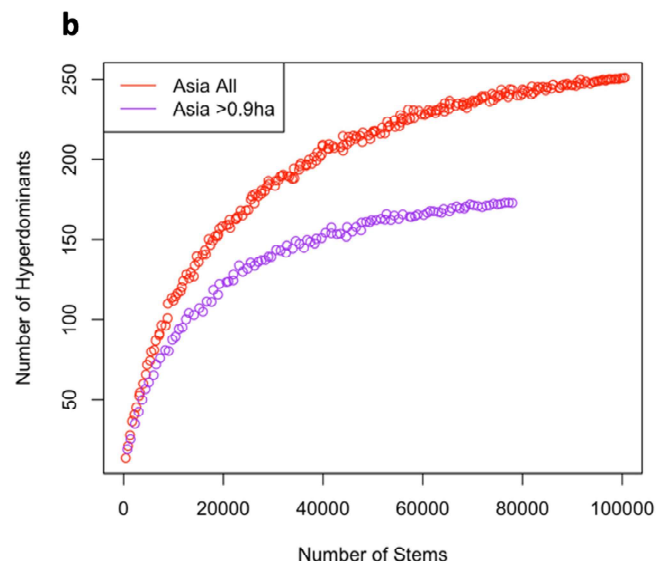 b
Asia All
Asia >0.9ha
Number of Hyperdominants
250
200
150
100
50
0 20000 40000 60000 80000 100000
Number of Stems